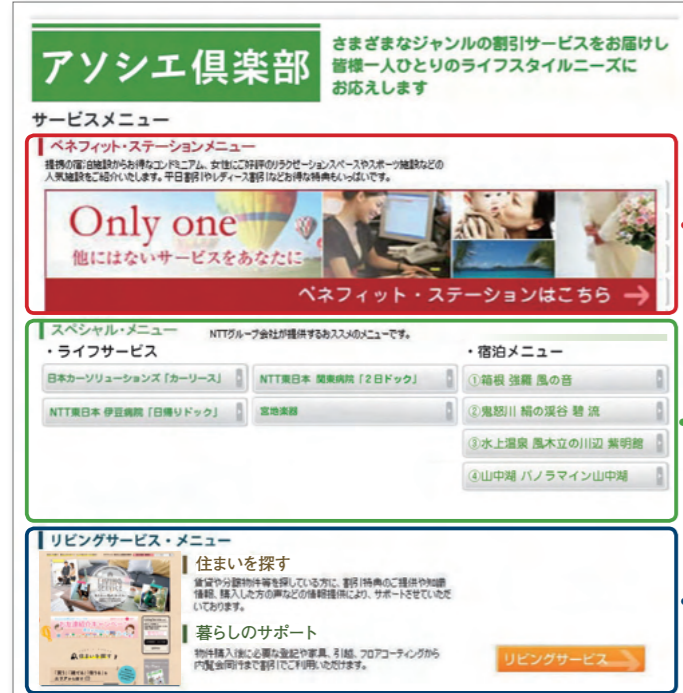 アソシエ倶楽部
さまざまなジャンルの割引サービスをお届けし
皆様一人ひとりのライフスタイルニーズに
お応えします
サービスメニュー
ベネフィット・ステーションメニュー
提携の宿泊施設からお得なコンドミニアム、女性にご好評のリラクゼーションスペースやスポーツ施設などの
人気施設をご紹介いたします。平日割引やレディース割引などお得な特典もいっぱいです。
Only one
他にはないサービスをあなたに
ベネフィット・ステーションはこちら
スペシャル・メニュー
NTTグループ会社が提供するおススメのメニューです。
・ライフサービス
・宿泊メニュー
日本カーソリューションズ「カーリース」
NTT東日本 関東病院「2日ドック」
①箱根 強羅 風の音
NTT東日本 伊豆病院「日帰りドック」
宮地楽器
②鬼怒川 絹の渓谷 碧 流
③水上温泉 風木立の川辺 紫明館
④山中湖 パノラマイン山中湖
リビングサービス・メニュー
住まいを探す
賃貸や分譲物件等を探している方に、割引特典のご提供や知識
情報、購入した方の声などの情報提供により、サポートさせていただ
いております。
LIVING
SERVICE
住まいを探す
暮らしのサポート
物件購入後に必要な登記や家具、引越、フロアコーティングから
内覧会同行まで割引でご利用いただけます。
リビングサービス